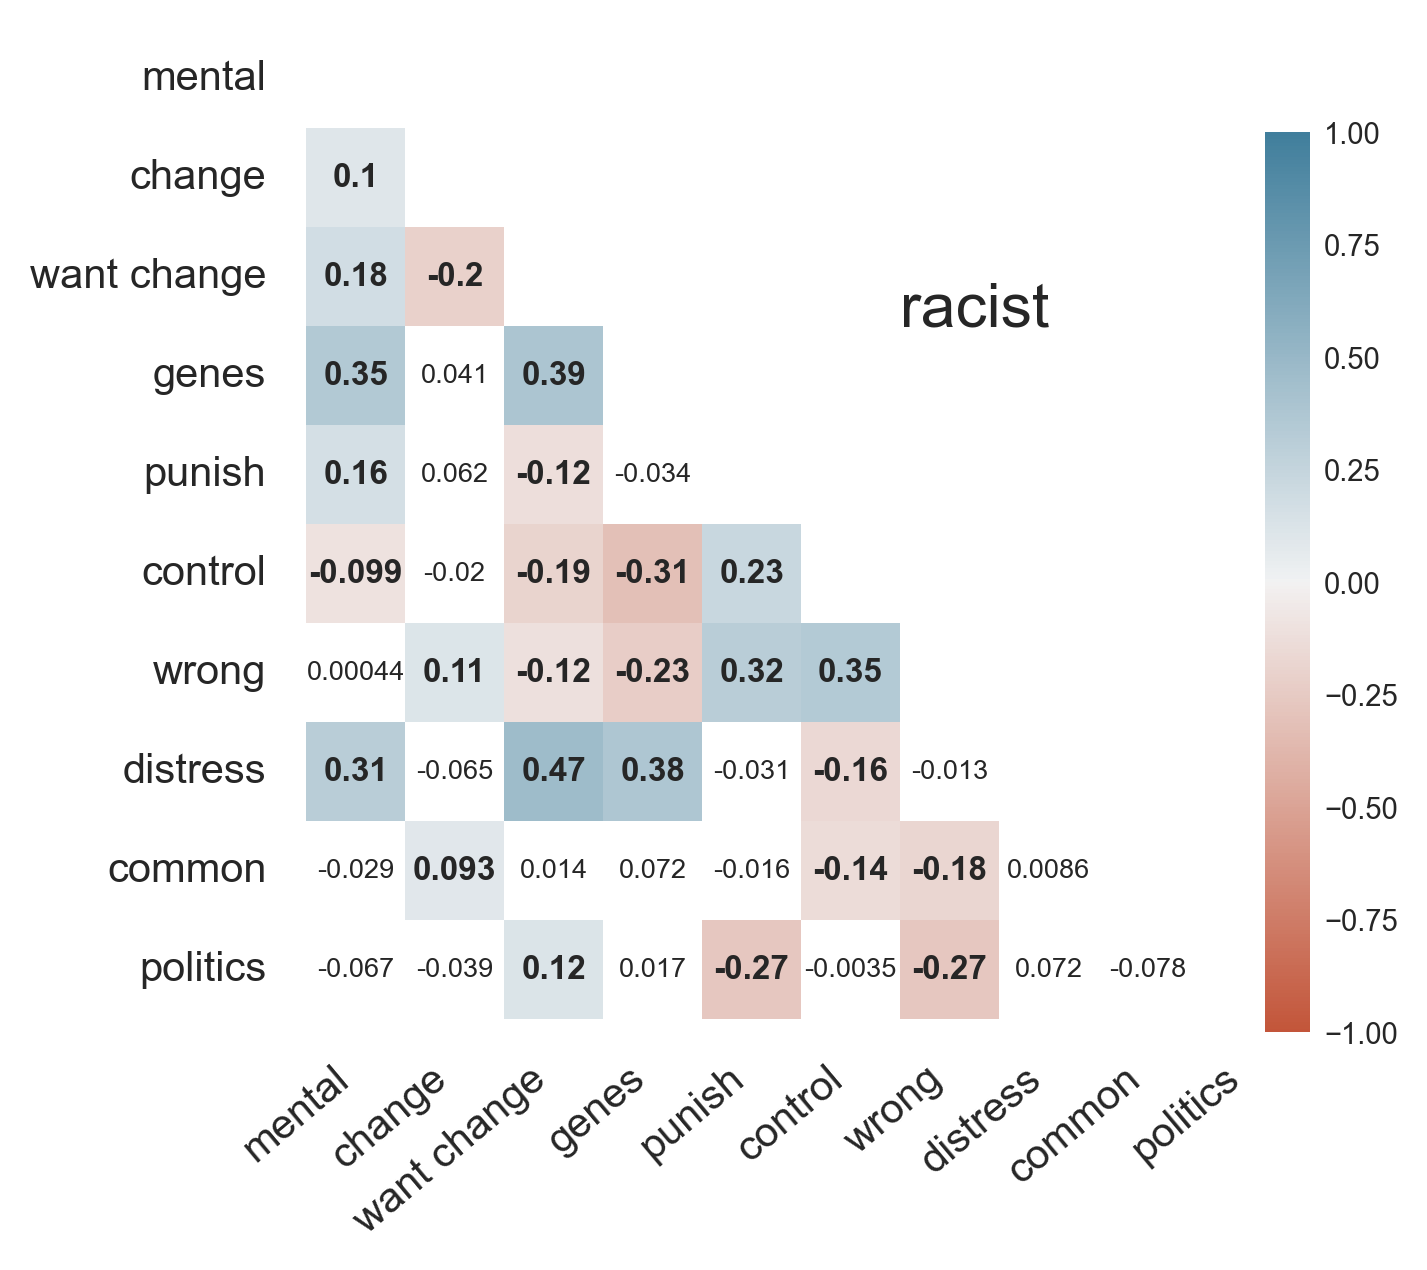 mental
change 0.1
want change 0.18 -0.2
racist
genes 0.35 0.041 0.39
punish 0.16 0.062 -0.12 -0.034
control -0.099 -0.02 -0.19 -0.31 0.23
wrong 0.00044 0.11 -0.12 -0.23 0.32 0.35
distress 0.31 -0.065 0.47 0.38 -0.031 -0.16 -0.013
common -0.029 0.093 0.014 0.072 -0.016 -0.14 -0.18 0.0086
politics -0.067 -0.039 0.12 0.017 -0.27 -0.0035 -0.27 0.072 -0.078
mental
change
want change
genes
punish
control
wrong
distress
common
politics
1.00
0.75
0.50
0.25
0.00
−0.25
−0.50
−0.75
−1.00